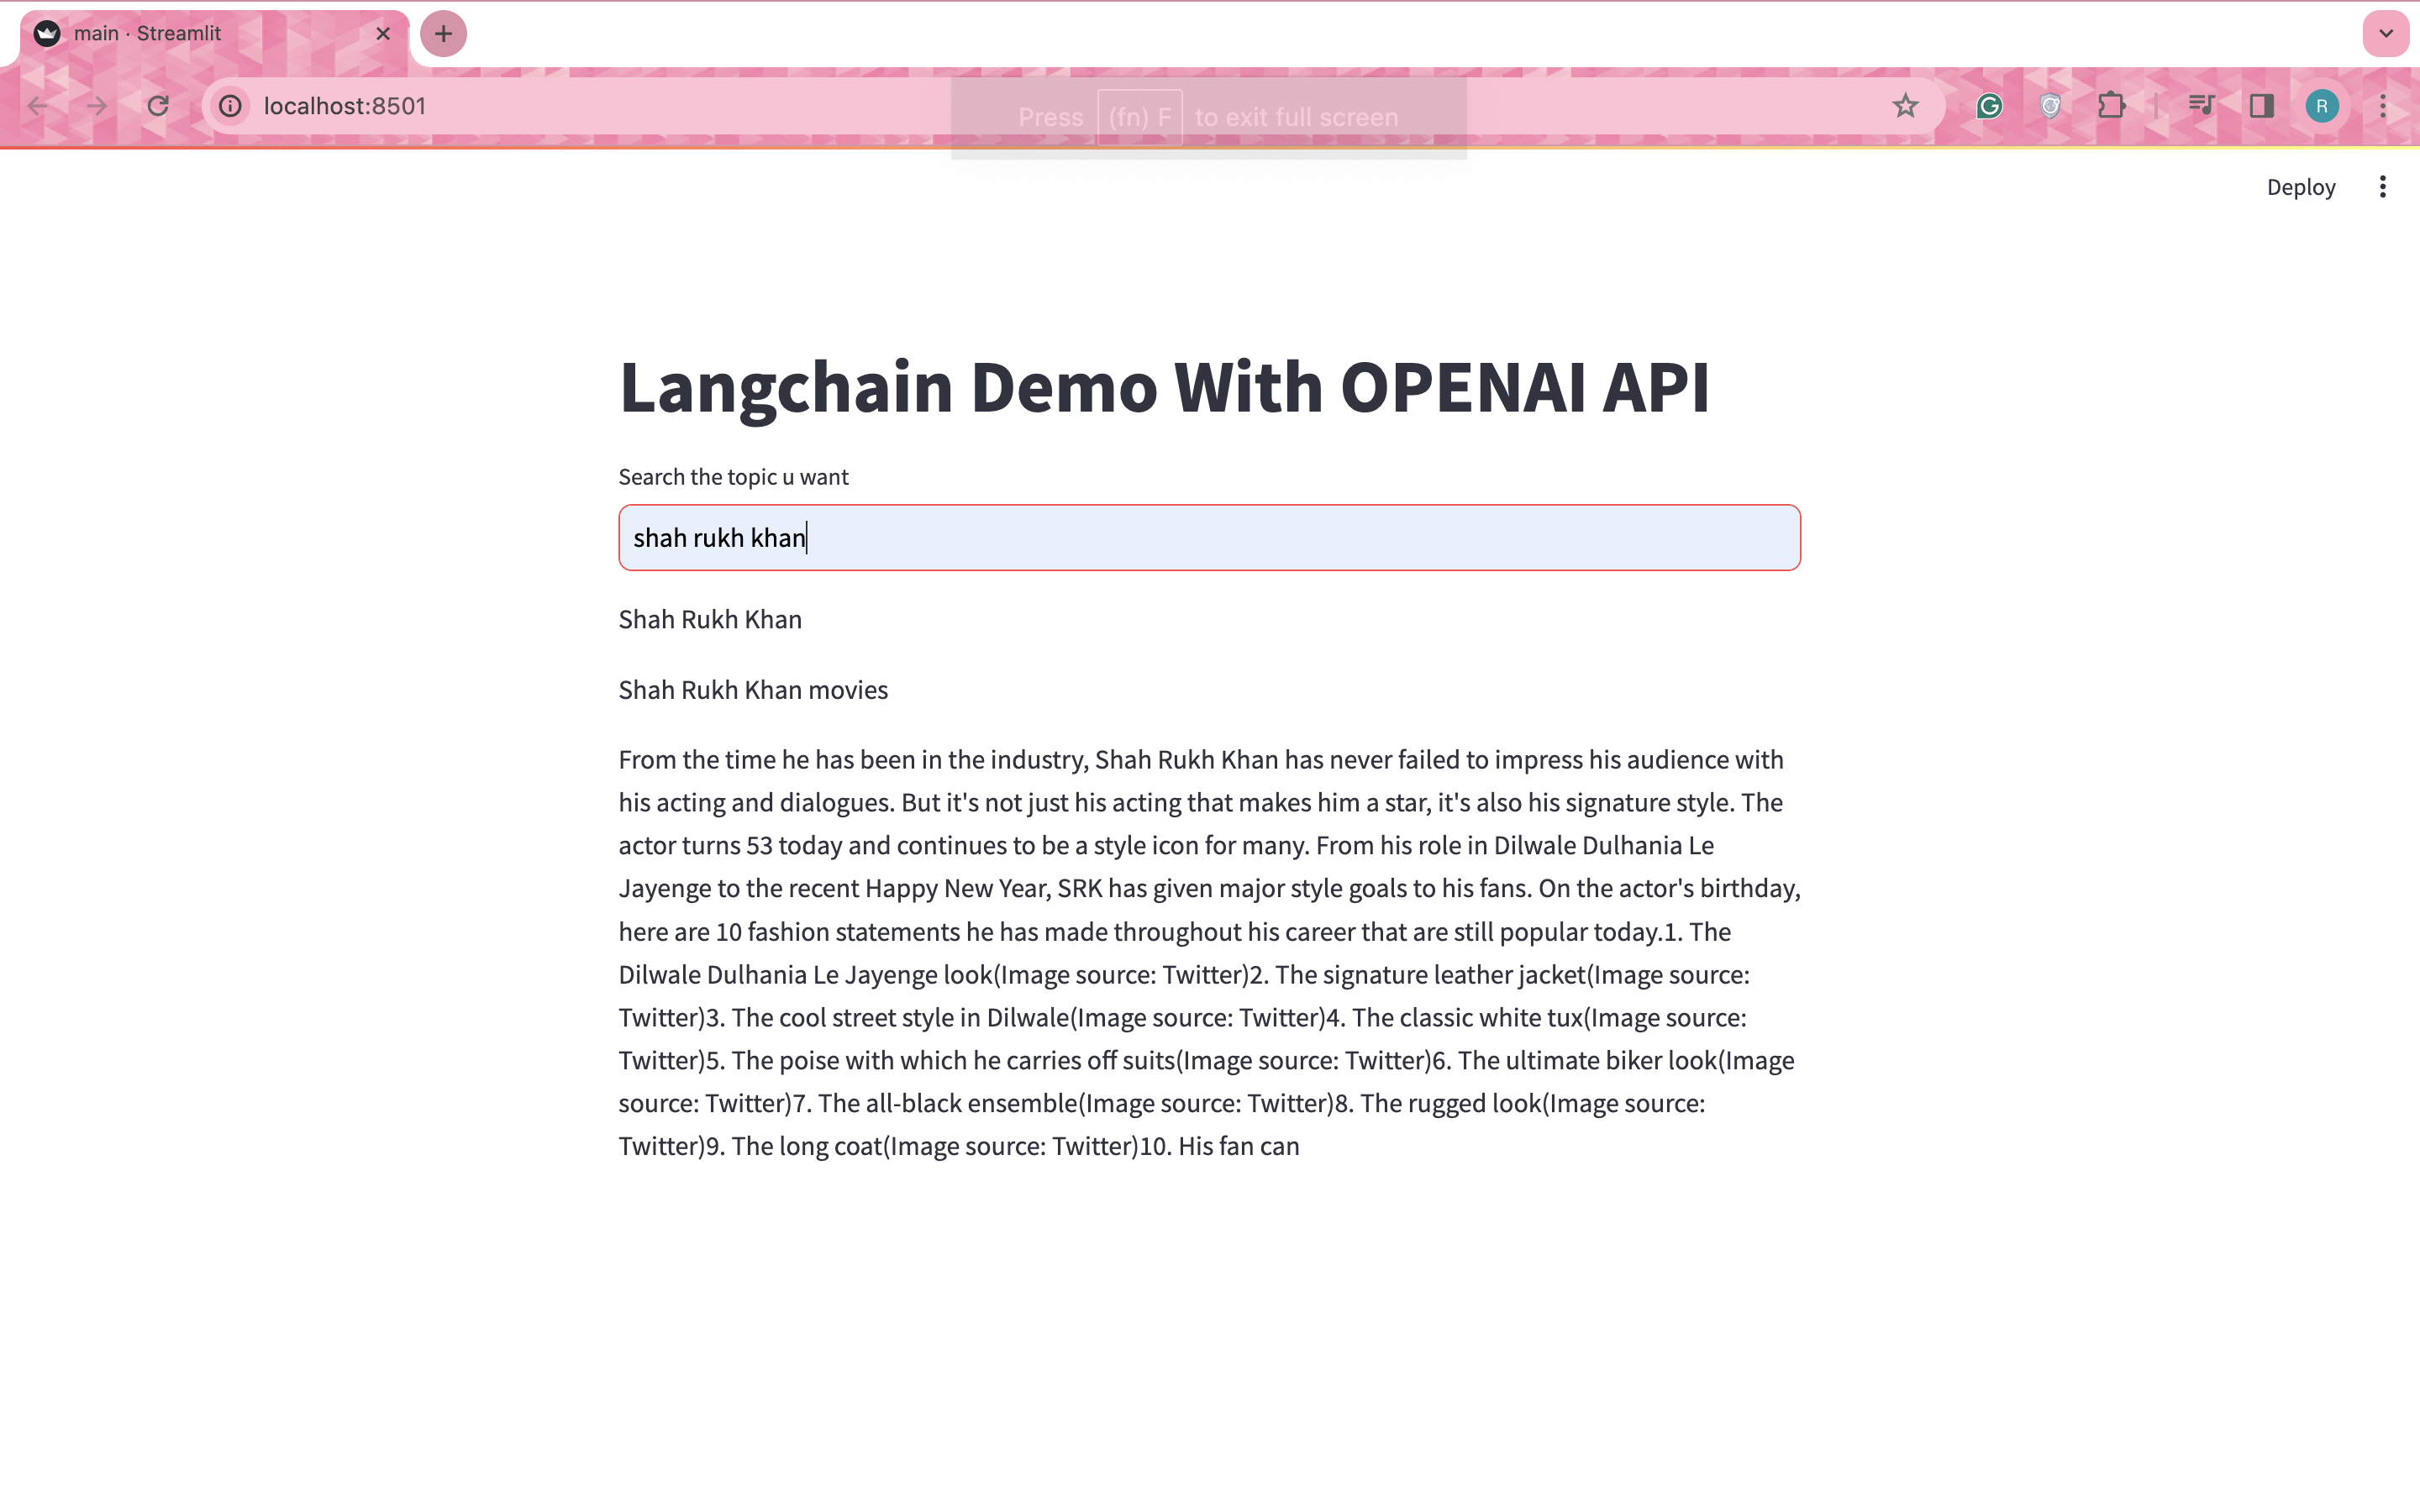 main · Streamlit
localhost:8501
Press (fn) F to exit full screen
R
Deploy
Langchain Demo With OPENAI API
Search the topic u want
shah rukh khan
Shah Rukh Khan
Shah Rukh Khan movies
From the time he has been in the industry, Shah Rukh Khan has never failed to impress his audience with
his acting and dialogues. But it's not just his acting that makes him a star, it's also his signature style. The
actor turns 53 today and continues to be a style icon for many. From his role in Dilwale Dulhania Le
Jayenge to the recent Happy New Year, SRK has given major style goals to his fans. On the actor's birthday,
here are 10 fashion statements he has made throughout his career that are still popular today.1. The
Dilwale Dulhania Le Jayenge look(Image source: Twitter)2. The signature leather jacket(Image source:
Twitter)3. The cool street style in Dilwale(Image source: Twitter)4. The classic white tux(Image source:
Twitter)5. The poise with which he carries off suits(Image source: Twitter)6. The ultimate biker look(Image
source: Twitter)7. The all-black ensemble(Image source: Twitter)8. The rugged look(Image source:
Twitter)9. The long coat(Image source: Twitter)10. His fan can